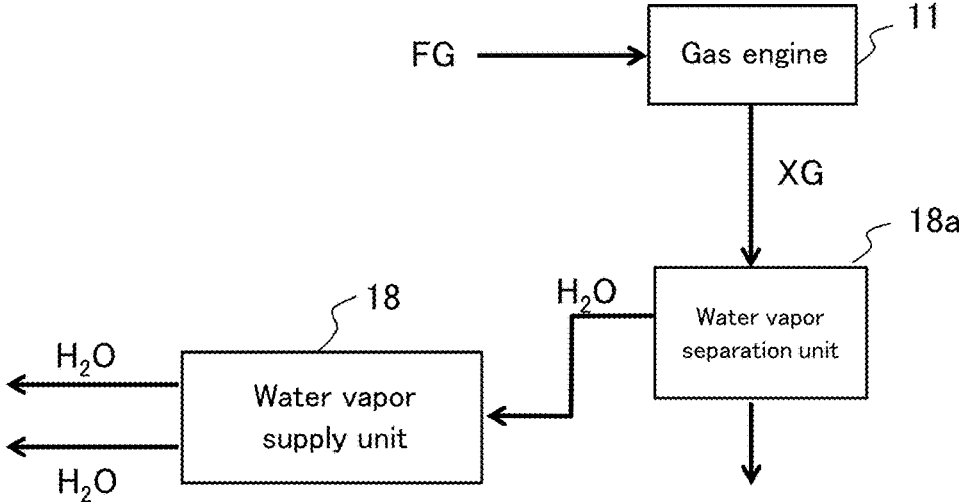 11
FG
Gas engine
XG
18a
H₂O
Water vapor
separation unit
18
H₂O
Water vapor
supply unit
H₂O